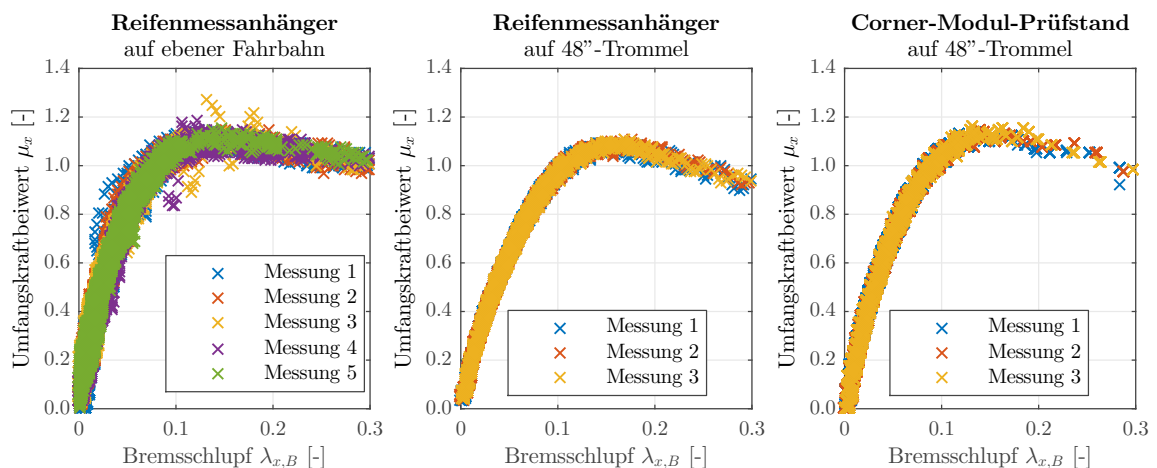 Reifenmessanhänger
auf ebener Fahrbahn
Umfangskraftbeiwert μx [-]
1.4
1.2
1.0
0.8
0.6
0.4
0.2
0.0
Messung 1
Messung 2
Messung 3
Messung 4
Messung 5
0 0.1 0.2 0.3
Bremsschlupf λx,B [-]
Reifenmessanhänger
auf 48”-Trommel
Umfangskraftbeiwert μx [-]
1.4
1.2
1.0
0.8
0.6
0.4
0.2
0.0
Messung 1
Messung 2
Messung 3
0 0.1 0.2 0.3
Bremsschlupf λx,B [-]
Corner-Modul-Prüfstand
auf 48”-Trommel
Umfangskraftbeiwert μx [-]
1.4
1.2
1.0
0.8
0.6
0.4
0.2
0.0
Messung 1
Messung 2
Messung 3
0 0.1 0.2 0.3
Bremsschlupf λx,B [-]